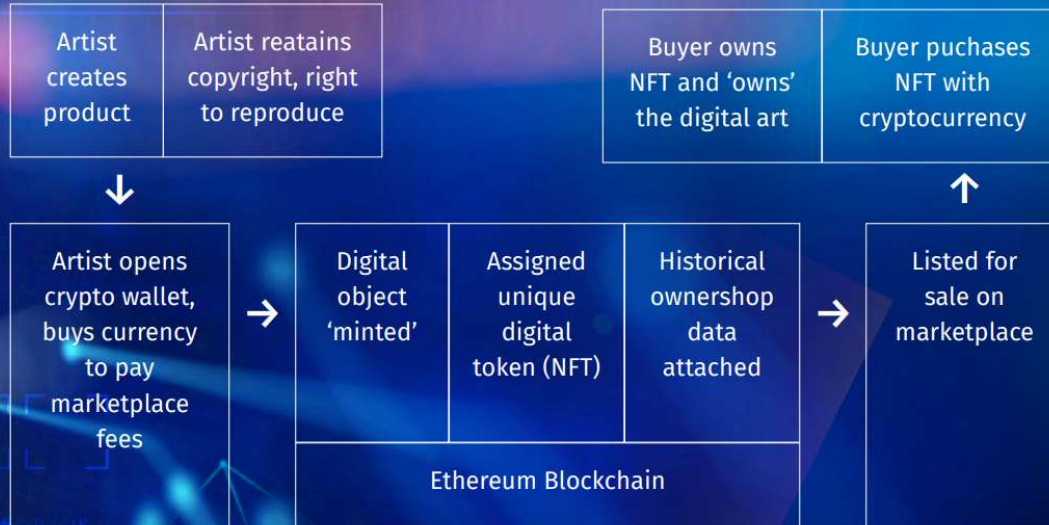 Artist
creates
product
Artist reatains
copyright, right
to reproduce
Buyer owns
NFT and ‘owns’
the digital art
Buyer puchases
NFT with
cryptocurrency
↓
↑
Artist opens
crypto wallet,
buys currency
to pay
marketplace
fees
→
Digital
object
‘minted’
Assigned
unique
digital
token (NFT)
Historical
ownershop
data
attached
Ethereum Blockchain
→
Listed for
sale on
marketplace